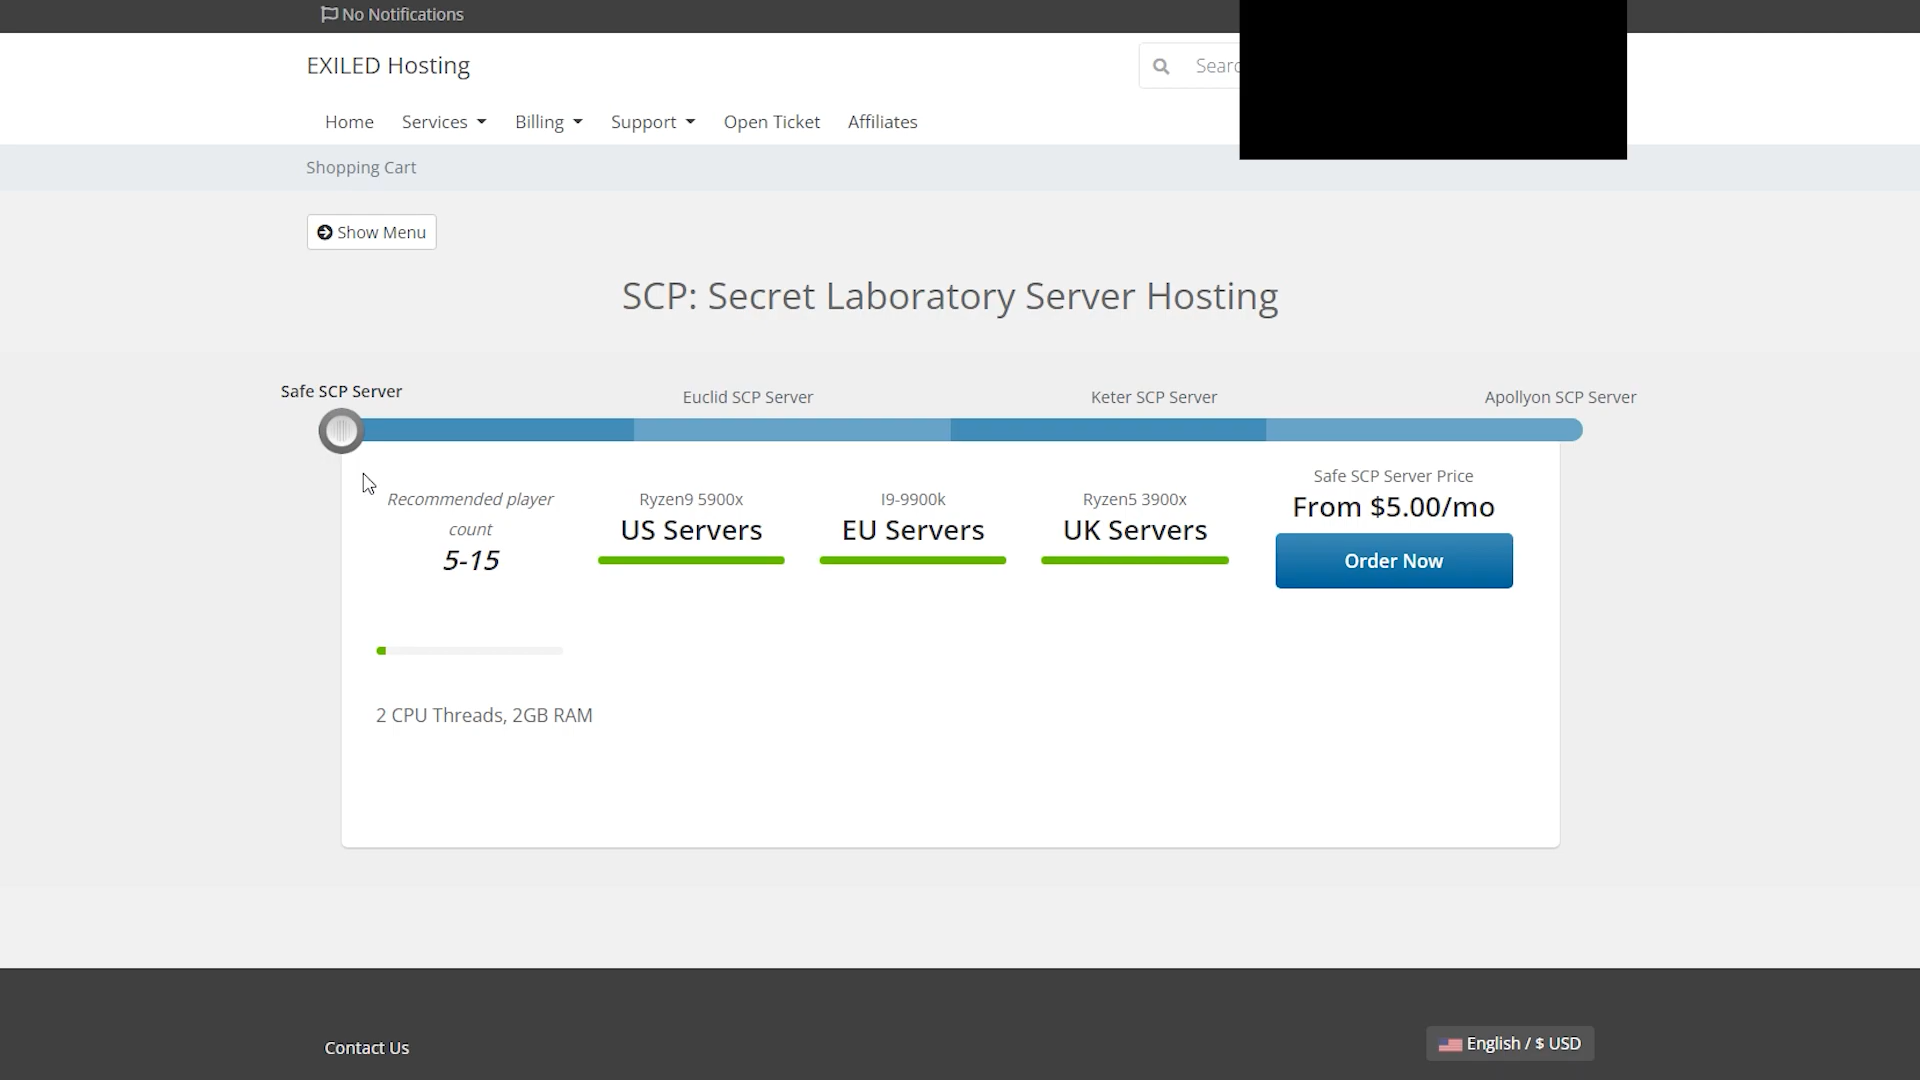 No Notifications
EXILED Hosting
Searc
Home Services Billing Support Open Ticket Affiliates
Shopping Cart
Show Menu
SCP: Secret Laboratory Server Hosting
Safe SCP Server
Euclid SCP Server
Keter SCP Server
Apollyon SCP Server
Recommended player
count
5-15
Ryzen9 5900x
US Servers
I9-9900k
EU Servers
Ryzen5 3900x
UK Servers
Safe SCP Server Price
From $5.00/mo
Order Now
2 CPU Threads, 2GB RAM
Contact Us
English / $ USD